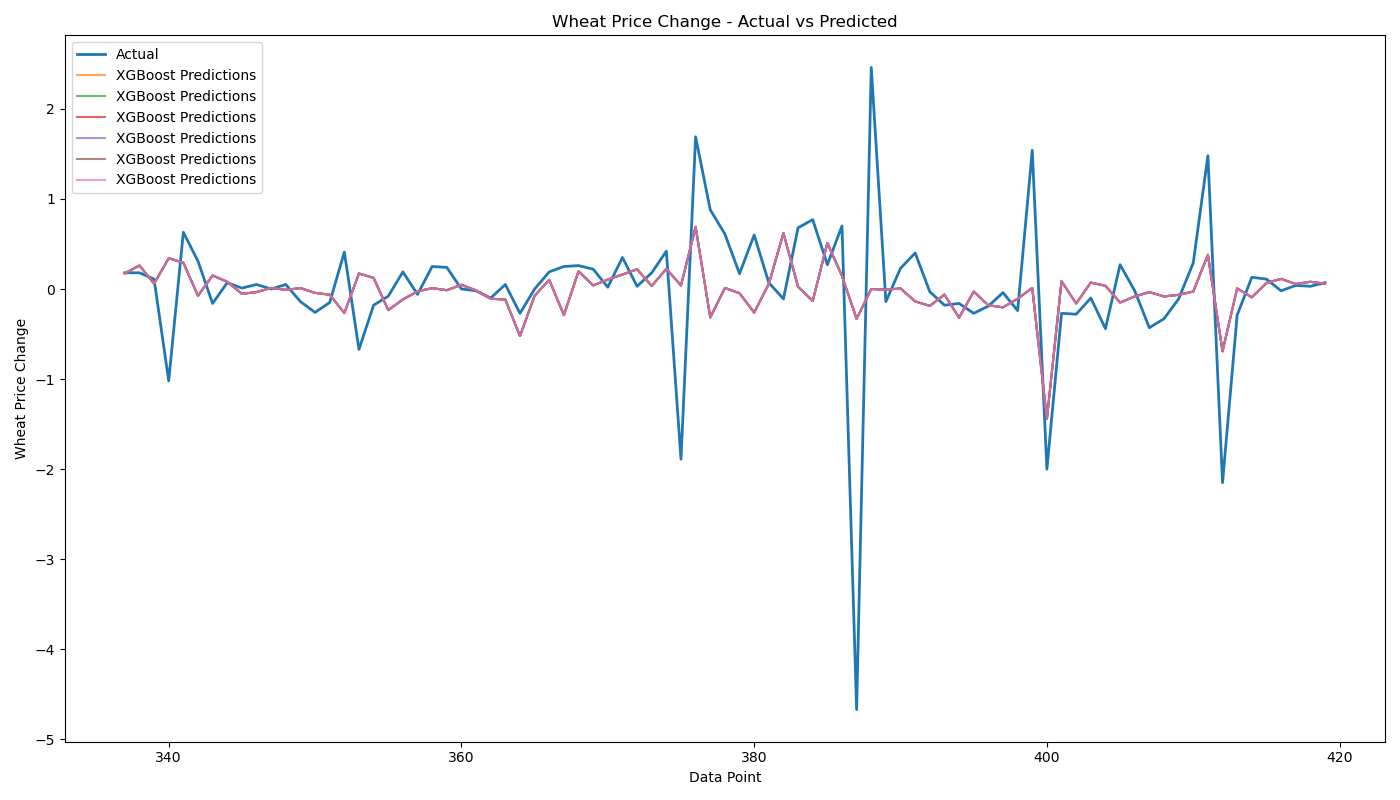 Wheat Price Change - Actual vs Predicted
Actual
XGBoost Predictions
XGBoost Predictions
XGBoost Predictions
XGBoost Predictions
XGBoost Predictions
XGBoost Predictions
2
1
0
−1
−2
−3
−4
−5
Wheat Price Change
340 360 380 400 420
Data Point